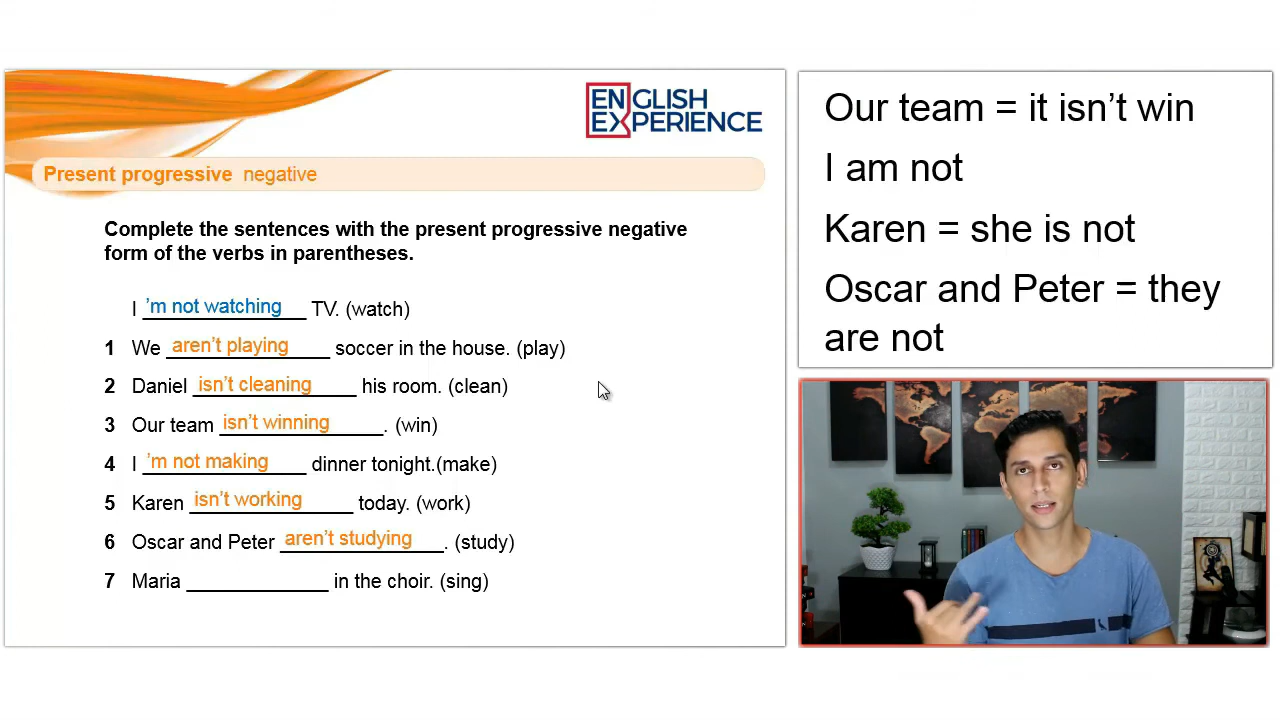 ENGLISH
EXPERIENCE
Present progressive negative
Complete the sentences with the present progressive negative
form of the verbs in parentheses.
I 'm not watching TV. (watch)
1 We aren't playing soccer in the house. (play)
2 Daniel isn't cleaning his room. (clean)
3 Our team isn't winning. (win)
4 I 'm not making dinner tonight.(make)
5 Karen isn't working today. (work)
6 Oscar and Peter aren't studying. (study)
7 Maria _____________ in the choir. (sing)
Our team = it isn't win
I am not
Karen = she is not
Oscar and Peter = they
are not